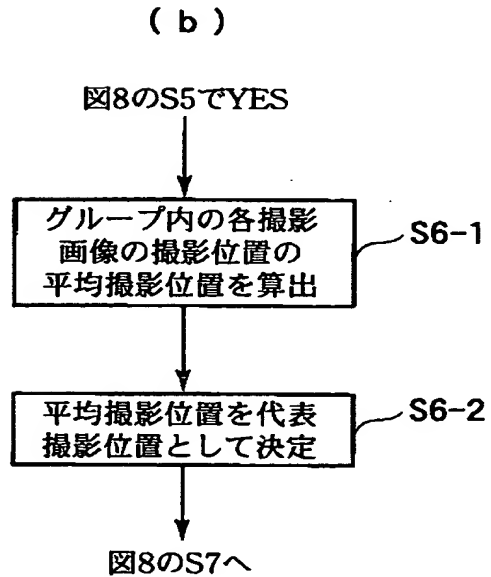 ( b )
図8のS5でYES
グループ内の各撮影
画像の撮影位置の
平均撮影位置を算出
S6-1
平均撮影位置を代表
撮影位置として決定
S6-2
図8のS7へ